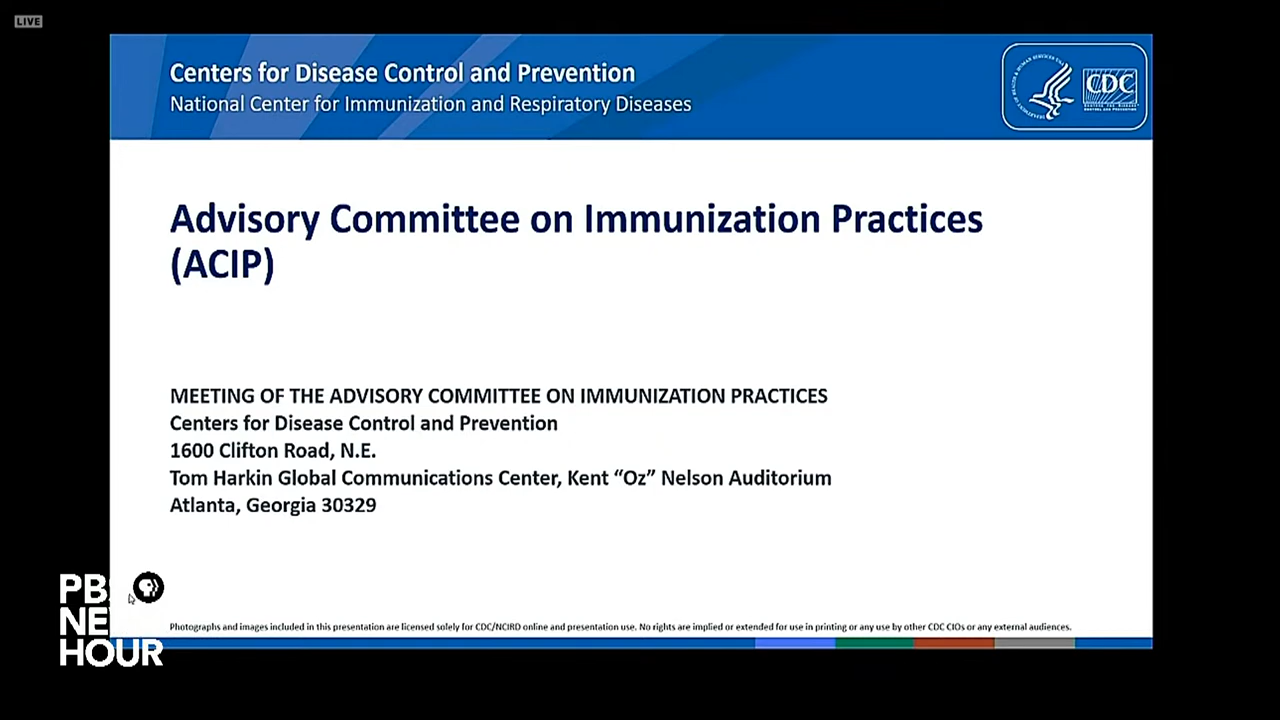 LIVE
Centers for Disease Control and Prevention
National Center for Immunization and Respiratory Diseases
CDC
Advisory Committee on Immunization Practices
(ACIP)
MEETING OF THE ADVISORY COMMITTEE ON IMMUNIZATION PRACTICES
Centers for Disease Control and Prevention
1600 Clifton Road, N.E.
Tom Harkin Global Communications Center, Kent “Oz” Nelson Auditorium
Atlanta, Georgia 30329
Photographs and images included in this presentation are licensed solely for CDC/NCIRD online and presentation use. No rights are implied or extended for use in printing or any use by other CDC CIOs or any external audiences.
PB
NE
HOUR